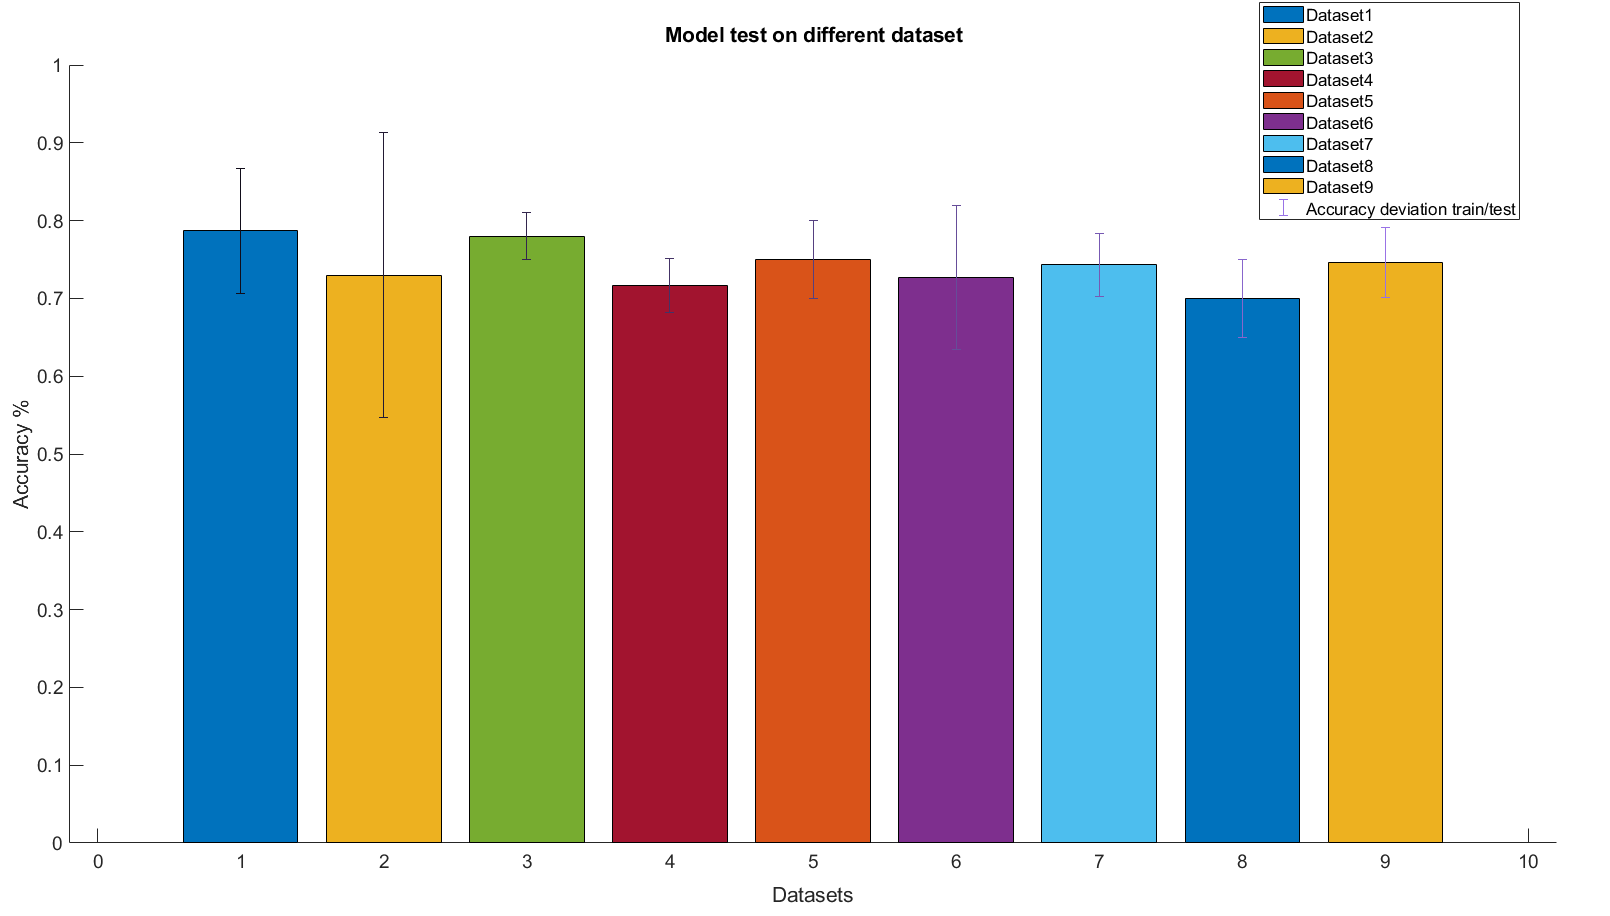 Model test on different dataset
Dataset1
Dataset2
Dataset3
Dataset4
Dataset5
Dataset6
Dataset7
Dataset8
Dataset9
Accuracy deviation train/test
1
0.9
0.8
0.7
0.6
0.5
0.4
0.3
0.2
0.1
0
Accuracy %
0 1 2 3 4 5 6 7 8 9 10
Datasets